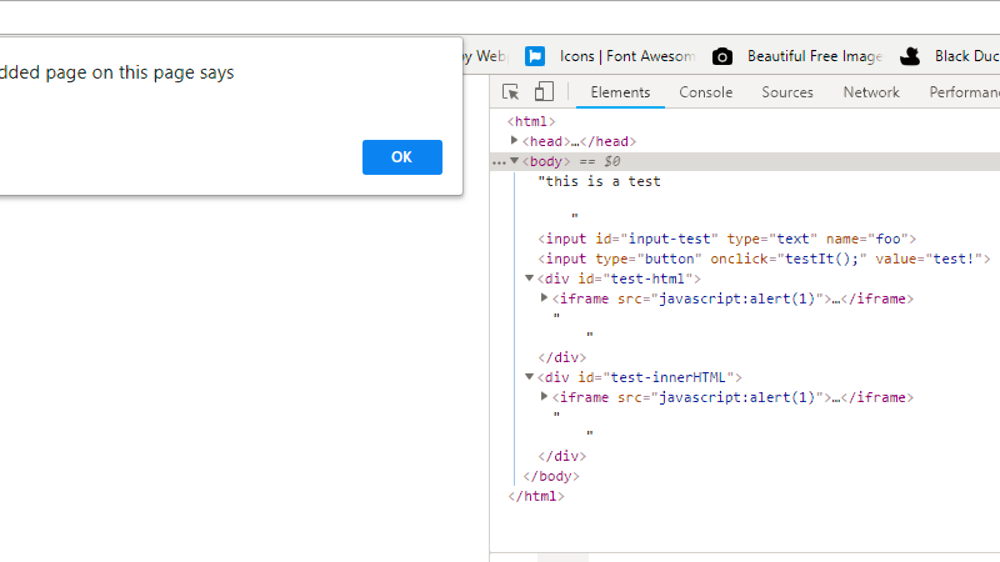 y Web
Icons | Font Awesom
Beautiful Free Image
Black Duc
dded page on this page says
OK
Elements
Console
Sources
Network
Performan
<html>
<head>…</head>
<body> == $0
"this is a test
"
<input id="input-test" type="text" name="foo">
<input type="button" onclick="testIt();" value="test!">
<div id="test-html">
<iframe src="javascript:alert(1)">…</iframe>
"
"
</div>
<div id="test-innerHTML">
<iframe src="javascript:alert(1)">…</iframe>
"
"
</div>
</body>
</html>